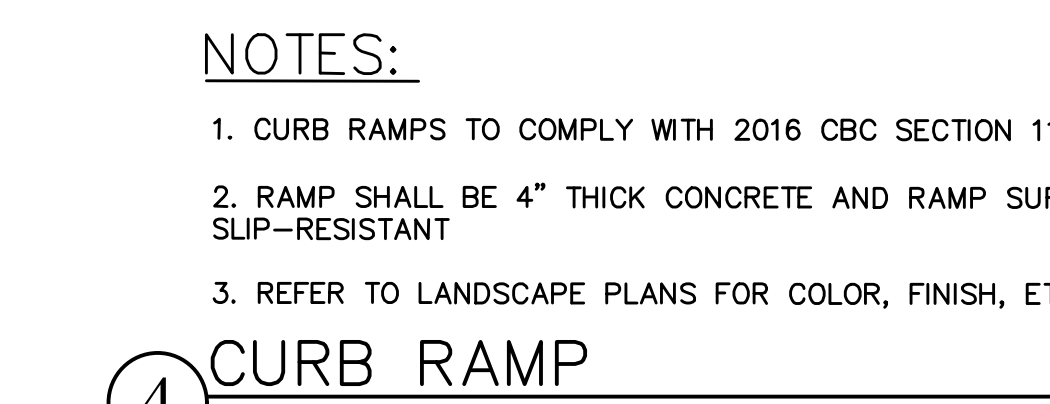 NOTES:
1. CURB RAMPS TO COMPLY WITH 2016 CBC SECTION
2. RAMP SHALL BE 4” THICK CONCRETE AND RAMP
SLIP–RESISTANT
3. REFER TO LANDSCAPE PLANS FOR COLOR, FINISH,
CURB RAMP
4